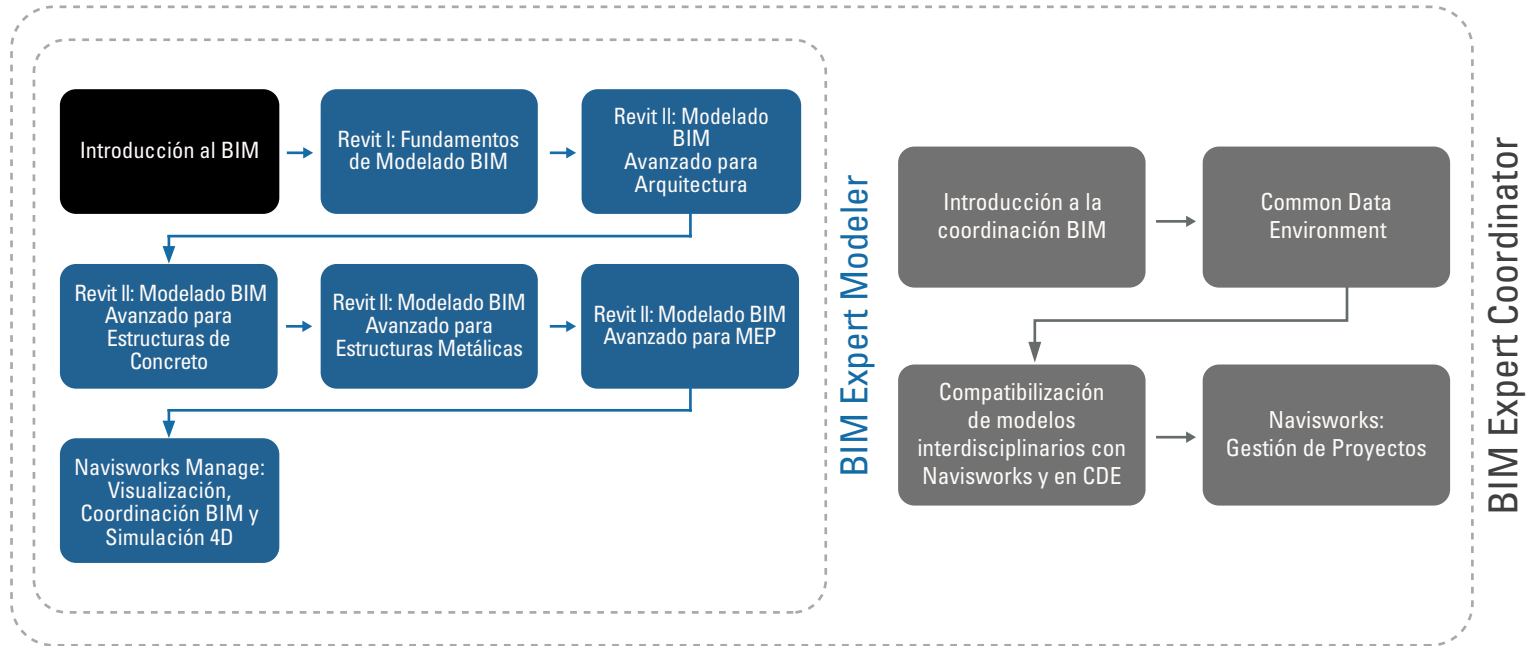 Introducción al BIM
Revit I: Fundamentos
de Modelado BIM
Revit II: Modelado
BIM
Avanzado para
Arquitectura
Revit II: Modelado BIM
Avanzado para
Estructuras de
Concreto
Revit II: Modelado BIM
Avanzado para
Estructuras Metálicas
Revit II: Modelado BIM
Avanzado para MEP
Navisworks Manage:
Visualización,
Coordinación BIM y
Simulación 4D
BIM Expert Modeler
Introducción a la
coordinación BIM
Common Data
Environment
Compatibilización
de modelos
interdisciplinarios con
Navisworks y en CDE
Navisworks:
Gestión de Proyectos
BIM Expert Coordinator